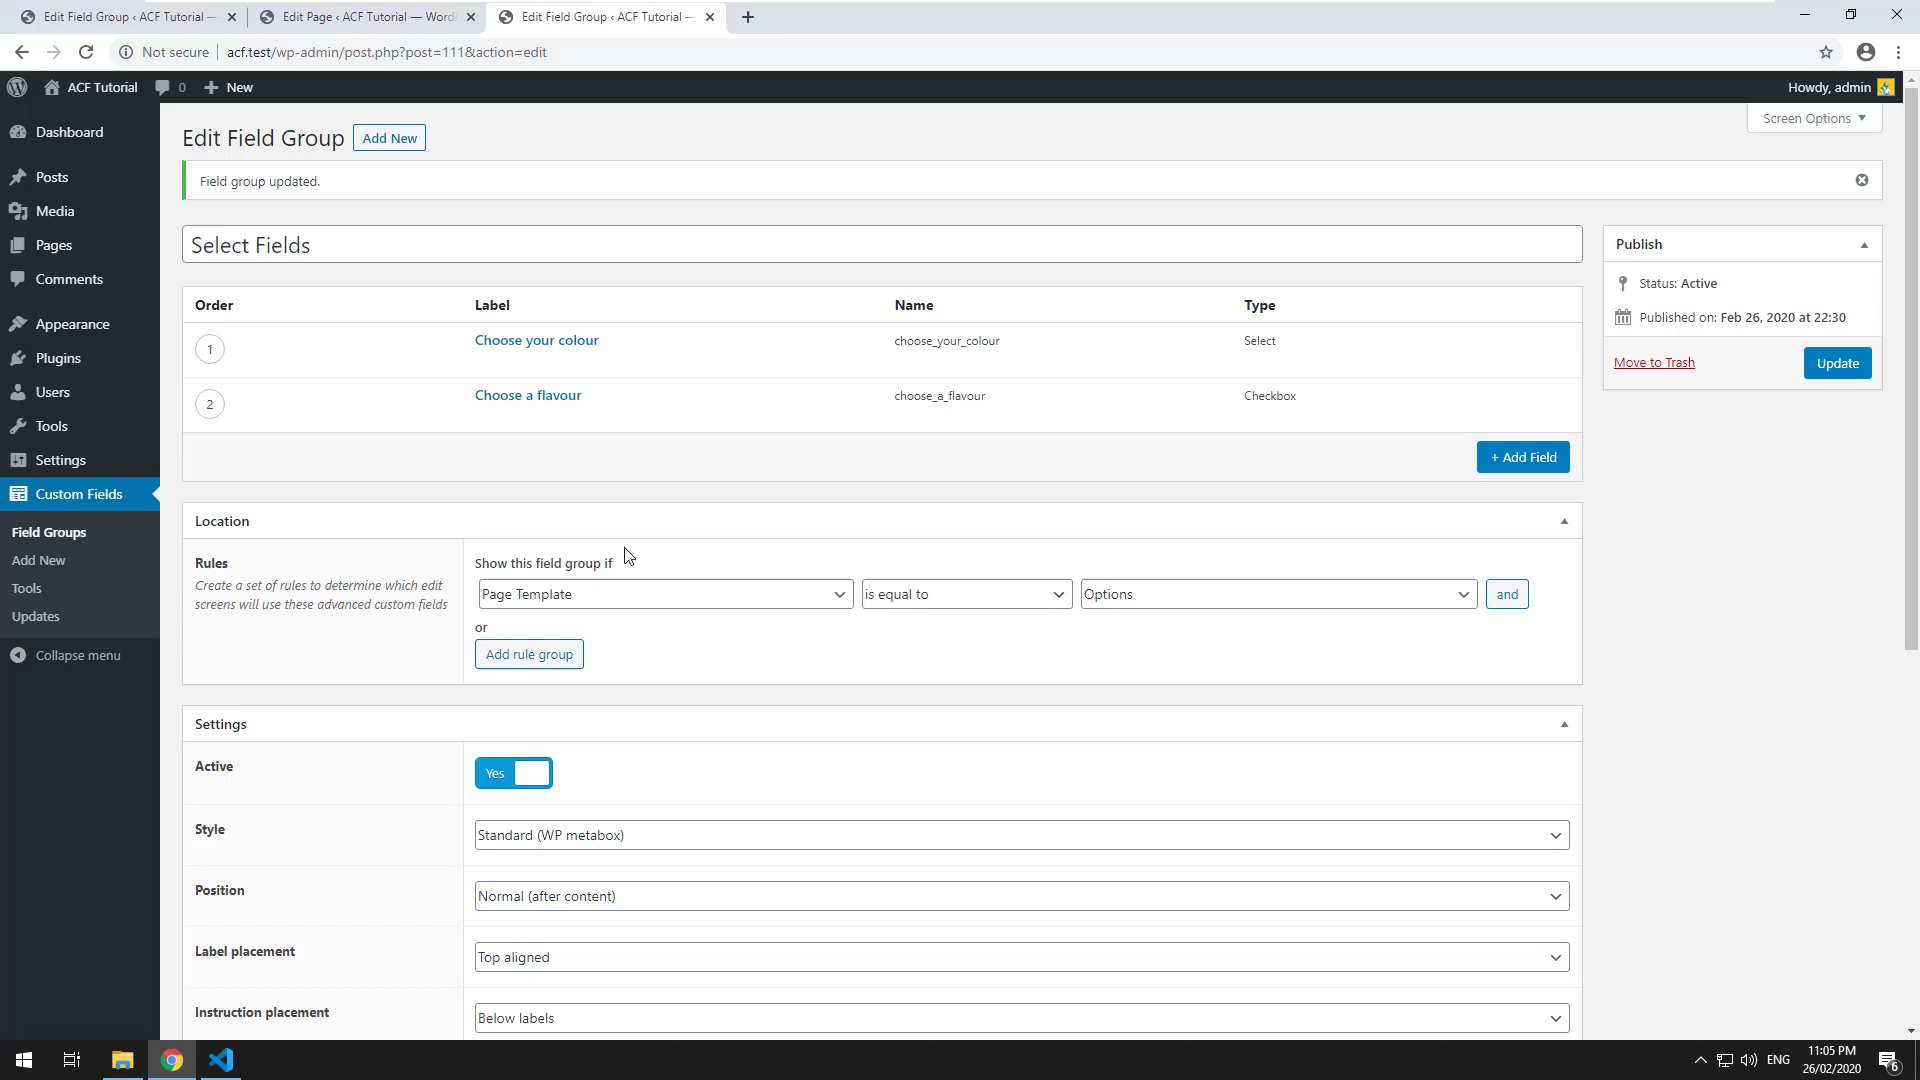 Edit Field Group ‹ ACF Tutorial —
Edit Page ‹ ACF Tutorial — Word
Edit Field Group ‹ ACF Tutorial —
Not secure
acf.test/wp-admin/post.php?post=111&action=edit
ACF Tutorial
0
New
Howdy, admin
Dashboard
Posts
Media
Pages
Comments
Appearance
Plugins
Users
Tools
Settings
Custom Fields
Field Groups
Add New
Tools
Updates
Collapse menu
Screen Options
Edit Field Group
Add New
Field group updated.
Select Fields
Order Label Name Type
1 Choose your colour choose_your_colour Select
2 Choose a flavour choose_a_flavour Checkbox
+ Add Field
Publish
Status: Active
Published on: Feb 26, 2020 at 22:30
Move to Trash
Update
Location
Rules
Create a set of rules to determine which edit
screens will use these advanced custom fields
Show this field group if
Page Template is equal to Options and
or
Add rule group
Settings
Active
Yes
Style
Standard (WP metabox)
Position
Normal (after content)
Label placement
Top aligned
Instruction placement
Below labels
ENG
11:05 PM
26/02/2020
6